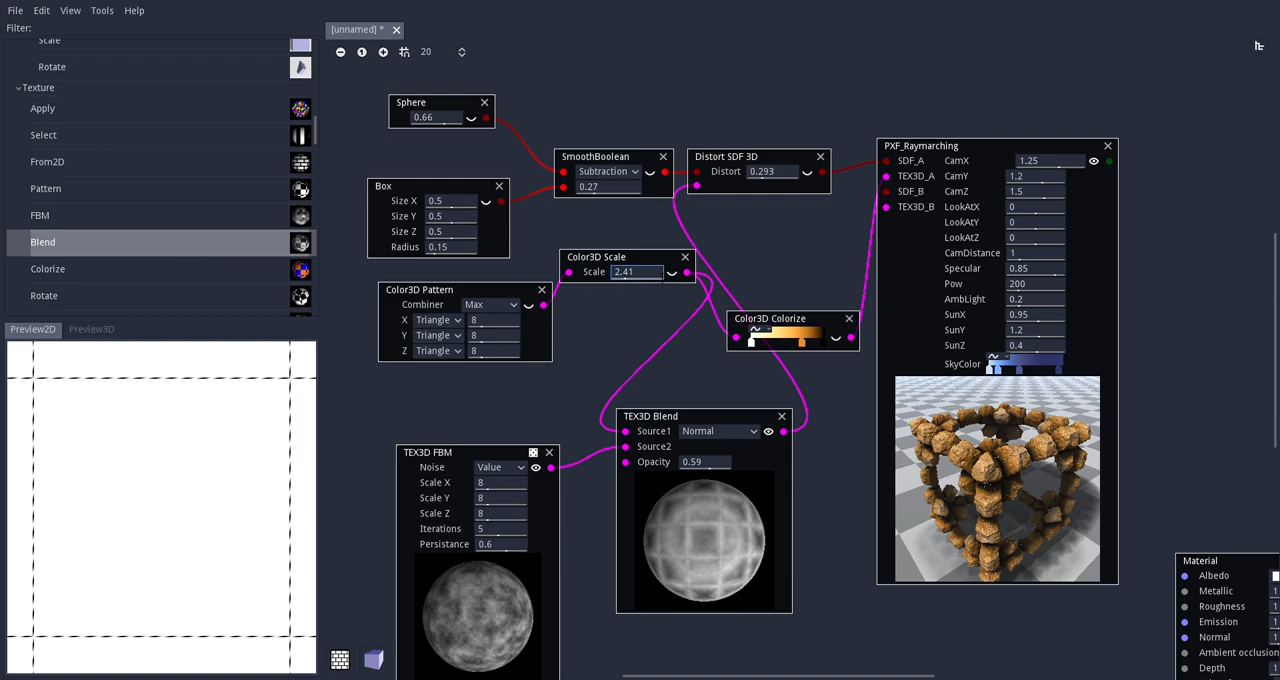 File Edit View Tools Help
Filter:
Scale
Rotate
Texture
Apply
Select
From2D
Pattern
FBM
Blend
Colorize
Rotate
Preview2D Preview3D
[unnamed] *
20
Sphere
0.66
Box
Size X 0.5
Size Y 0.5
Size Z 0.5
Radius 0.15
SmoothBoolean
Subtraction
0.27
Distort SDF 3D
Distort 0.293
Color3D Scale
Scale 2.41
Color3D Pattern
Combiner Max
X Triangle 8
Y Triangle 8
Z Triangle 8
Color3D Colorize
TEX3D FBM
Noise Value
Scale X 8
Scale Y 8
Scale Z 8
Iterations 5
Persistance 0.6
TEX3D Blend
Source1 Normal
Source2
Opacity 0.59
PXF_Raymarching
SDF_A CamX 1.25
TEX3D_A CamY 1.2
SDF_B CamZ 1.5
TEX3D_B LookAtX 0
LookAtY 0
LookAtZ 0
CamDistance 1
Specular 0.85
Pow 200
AmbLight 0.2
SunX 0.95
SunY 1.2
SunZ 0.4
SkyColor
Material
Albedo
Metallic 1
Roughness 1
Emission
Normal
Ambient occlusion
Depth